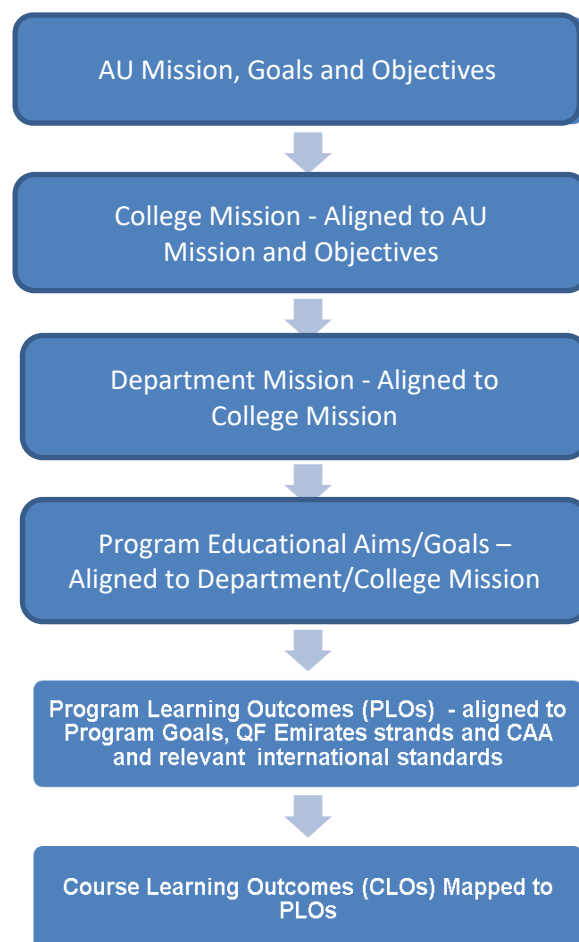 AU Mission, Goals and Objectives
College Mission - Aligned to AU
Mission and Objectives
Department Mission - Aligned to
College Mission
Program Educational Aims/Goals –
Aligned to Department/College Mission
Program Learning Outcomes (PLOs) - aligned to
Program Goals, QF Emirates strands and CAA
and relevant international standards
Course Learning Outcomes (CLOs) Mapped to
PLOs